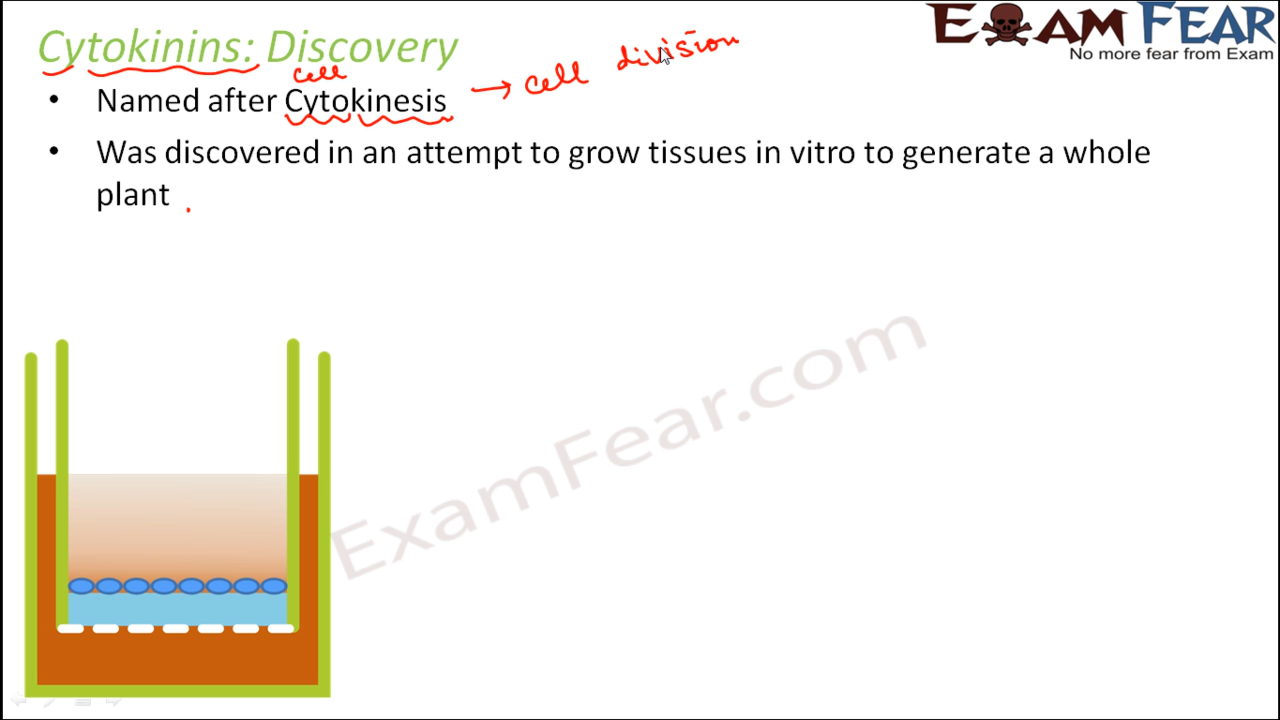 Cytokinins: Discovery
EXAM FEAR
No more fear from Exam
cell
• Named after Cytokinesis → cell division
• Was discovered in an attempt to grow tissues in vitro to generate a whole
plant
ExamFear.com